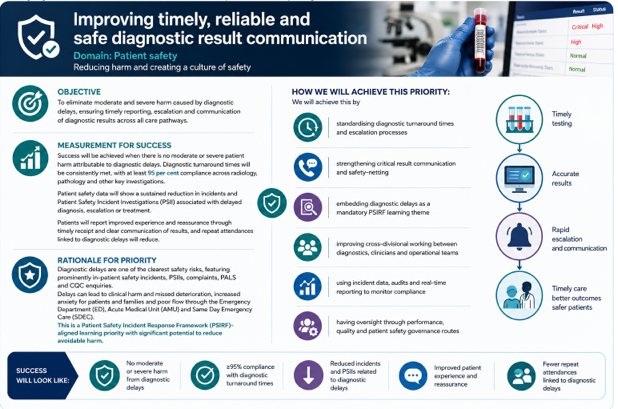 Improving timely, reliable and
safe diagnostic result communication
Domain: Patient safety
Reducing harm and creating a culture of safety
Result Status
Critical High
High
Normal
Normal
OBJECTIVE
To eliminate moderate and severe harm caused by diagnostic
delays, ensuring timely reporting, escalation and communication
of diagnostic results across all care pathways.
MEASUREMENT FOR SUCCESS
Success will be achieved when there is no moderate or severe patient
harm attributable to diagnostic delays. Diagnostic turnaround times will
be consistently met, with at least 95 per cent compliance across radiology,
pathology and other key investigations.
Patient safety data will show a sustained reduction in incidents and
Patient Safety Incident Investigations (PSII) associated with delayed
diagnosis, escalation or treatment.
Patients will report improved experience and reassurance through
timely receipt and clear communication of results, and repeat attendances
linked to diagnostic delays will reduce.
RATIONALE FOR PRIORITY
Diagnostic delays are one of the clearest safety risks, featuring
prominently in-patient safety incidents, PSIIs, complaints, PALS
and CQC enquiries.
Delays can lead to clinical harm and missed deterioration, increased
anxiety for patients and families and poor flow through the Emergency
Department (ED), Acute Medical Unit (AMU) and Same Day Emergency
Care (SDEC).
This is a Patient Safety Incident Response Framework (PSIRF)-
aligned learning priority with significant potential to reduce
avoidable harm.
HOW WE WILL ACHIEVE THIS PRIORITY:
We will achieve this by
standardising diagnostic turnaround times
and escalation processes
strengthening critical result communication
and safety-netting
embedding diagnostic delays as a
mandatory PSIRF learning theme
improving cross-divisional working between
diagnostics, clinicians and operational teams
using incident data, audits and real-time
reporting to monitor compliance
having oversight through performance,
quality and patient safety governance routes
Timely
testing
Accurate
results
Rapid
escalation
and communication
Timely care
better outcomes
safer patients
SUCCESS
WILL LOOK LIKE:
No moderate
or severe harm
from diagnostic
delays
≥95% compliance
with diagnostic
turnaround times
Reduced incidents
and PSIIs related
to diagnostic
delays
Improved patient
experience and
reassurance
Fewer repeat
attendances
linked to diagnostic
delays